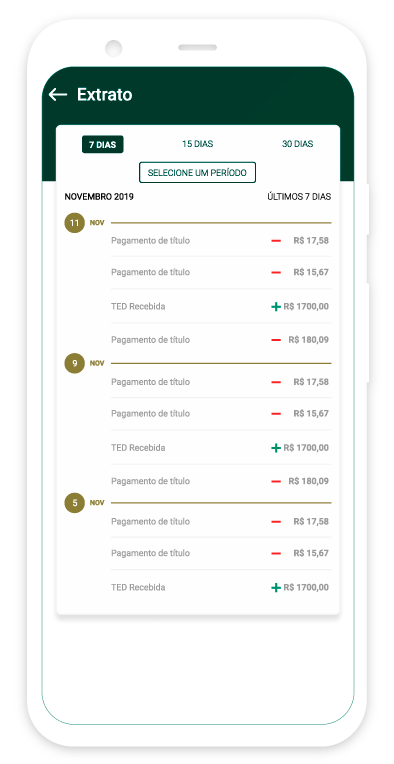 Extrato
7 DIAS 15 DIAS 30 DIAS
SELECIONE UM PERÍODO
NOVEMBRO 2019 ÚLTIMOS 7 DIAS
11 NOV
Pagamento de título − R$ 17,58
Pagamento de título − R$ 15,67
TED Recebida + R$ 1700,00
Pagamento de título − R$ 180,09
9 NOV
Pagamento de título − R$ 17,58
Pagamento de título − R$ 15,67
TED Recebida + R$ 1700,00
Pagamento de título − R$ 180,09
5 NOV
Pagamento de título − R$ 17,58
Pagamento de título − R$ 15,67
TED Recebida + R$ 1700,00